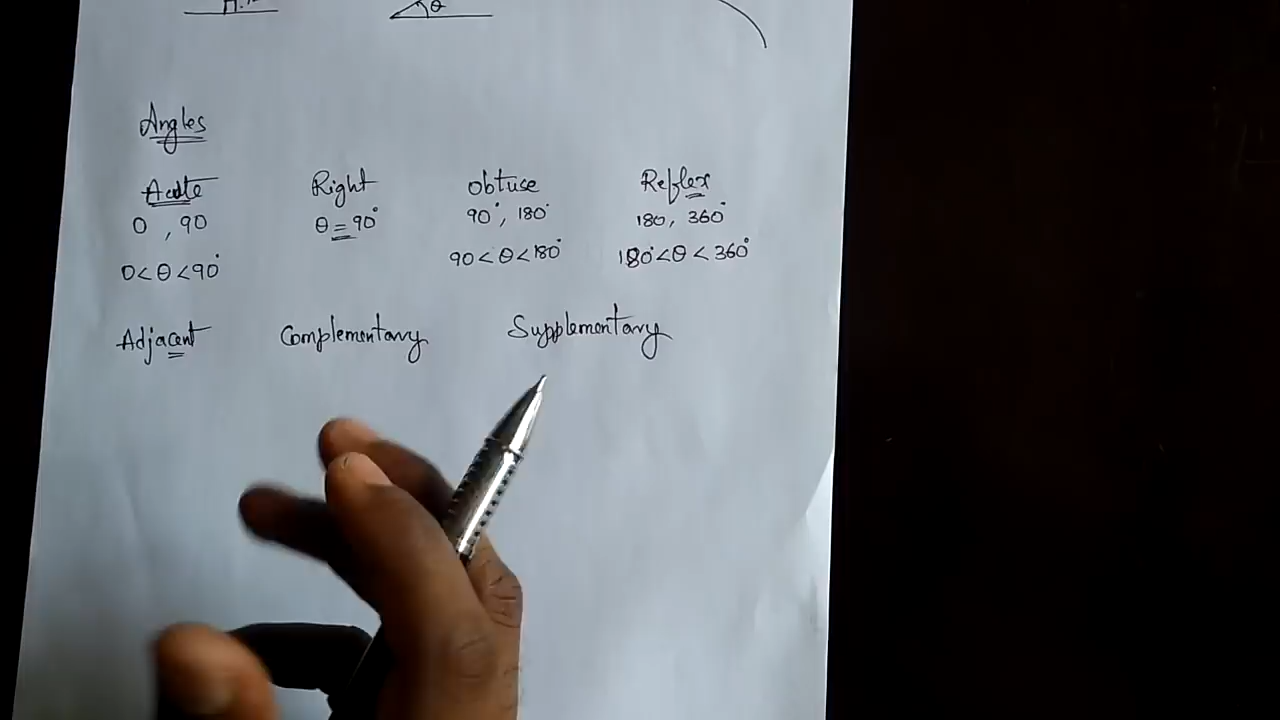 θ
Angles
Acute Right Obtuse Reflex
0 , 90 θ = 90° 90°, 180° 180, 360°
0<θ<90° 90<θ<180° 180°<θ<360°
Adjacent Complementary Supplementary